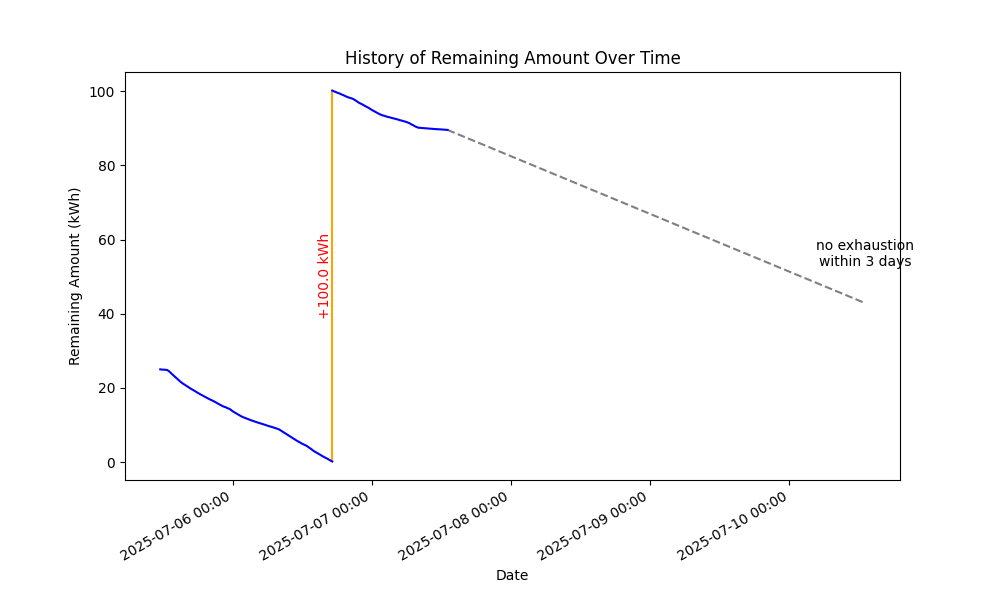 History of Remaining Amount Over Time
Remaining Amount (kWh)
100
80
60
40
20
0
+100.0 kWh
no exhaustion
within 3 days
2025-07-06 00:00
2025-07-07 00:00
2025-07-08 00:00
2025-07-09 00:00
2025-07-10 00:00
Date